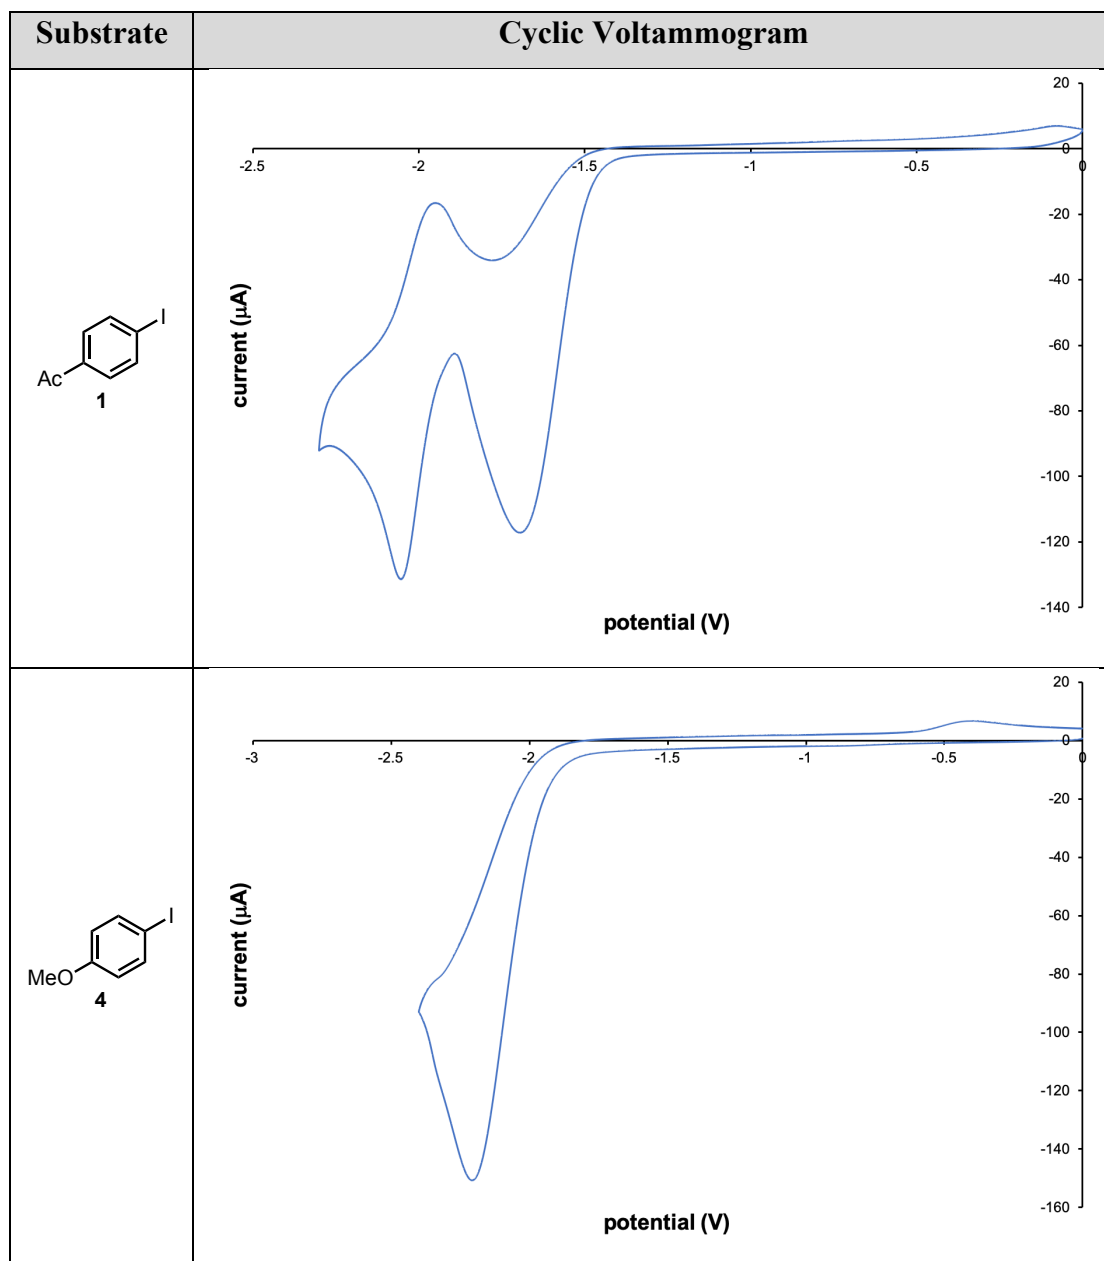 Substrate Cyclic Voltammogram
20
-2.5 -2 -1.5 -1 -0.5 0 0
-20
-40
-60
-80
-100
-120
-140
current (μA)
potential (V)
I
Ac
1
20
-3 -2.5 -2 -1.5 -1 -0.5 0 0
-20
-40
-60
-80
-100
-120
-140
-160
current (μA)
potential (V)
I
MeO
4